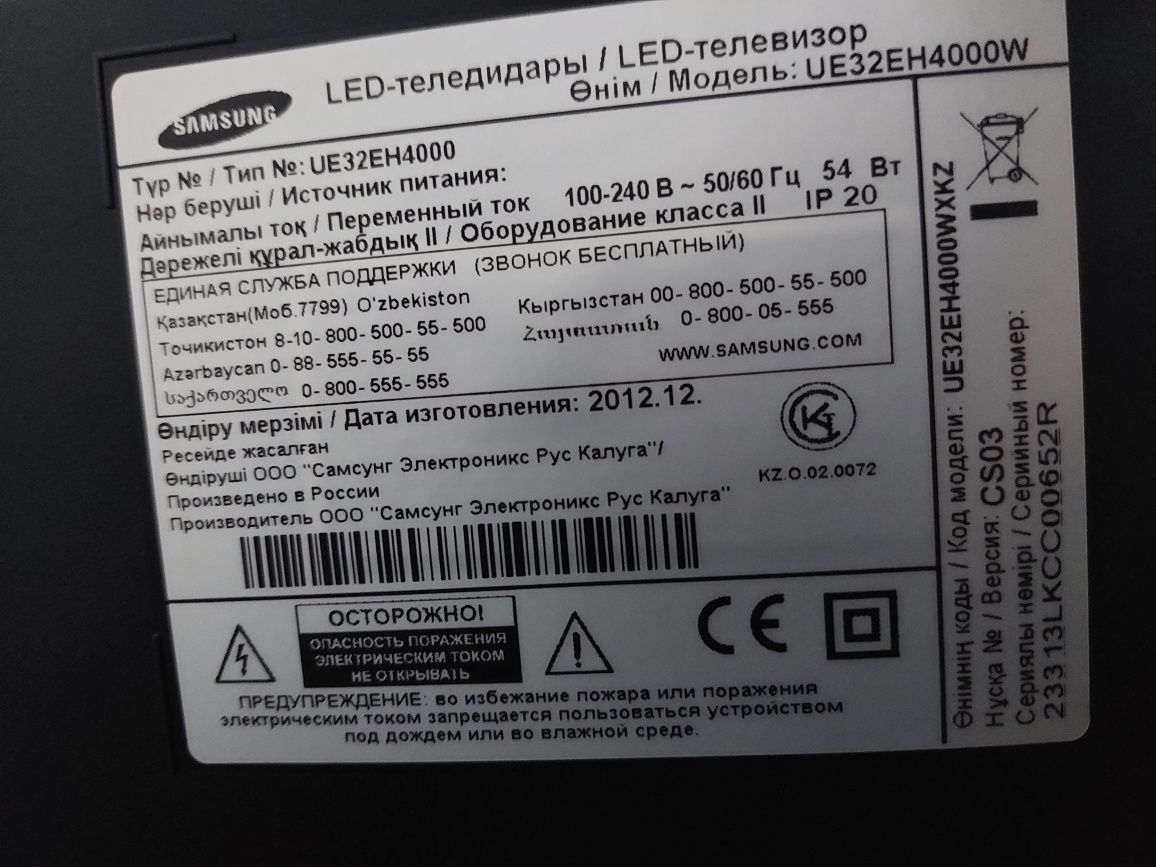 SAMSUNG
LED-теледидары / LED-телевизор
Өнім / Модель: UE32EH4000W
Түр № / Тип №: UE32EH4000
Нәр беруші / Источник питания:
Айнымалы ток / Переменный ток 100-240 В ~ 50/60 Гц 54 Вт
Дәрежелі құрал-жабдық II / Оборудование класса II IP 20
ЕДИНАЯ СЛУЖБА ПОДДЕРЖКИ (ЗВОНОК БЕСПЛАТНЫЙ)
Қазақстан(Моб.7799) O'zbekiston
Точикистон 8-10-800-500-55-500
Azərbaycan 0-88-555-55-55
საქართველო 0-800-555-555
Кыргызстан 00-800-500-55-500
Հայաստան 0-800-05-555
WWW.SAMSUNG.COM
Өндіру мерзімі / Дата изготовления: 2012.12.
Ресейде жасалған
Өндіруші ООО "Самсунг Электроникс Рус Калуга"/
Произведено в России
Производитель ООО "Самсунг Электроникс Рус Калуга"
KZ.O.02.0072
ОСТОРОЖНО!
ОПАСНОСТЬ ПОРАЖЕНИЯ
ЭЛЕКТРИЧЕСКИМ ТОКОМ
НЕ ОТКРЫВАТЬ
CE
ПРЕДУПРЕЖДЕНИЕ: во избежание пожара или поражения
электрическим током запрещается пользоваться устройством
под дождем или во влажной среде.
Өнімнің коды / Код модели: UE32EH4000WXKZ
Нұсқа № / Версия: CS03
Сериялы нөмірі / Серийный номер:
23313LKCC00652R